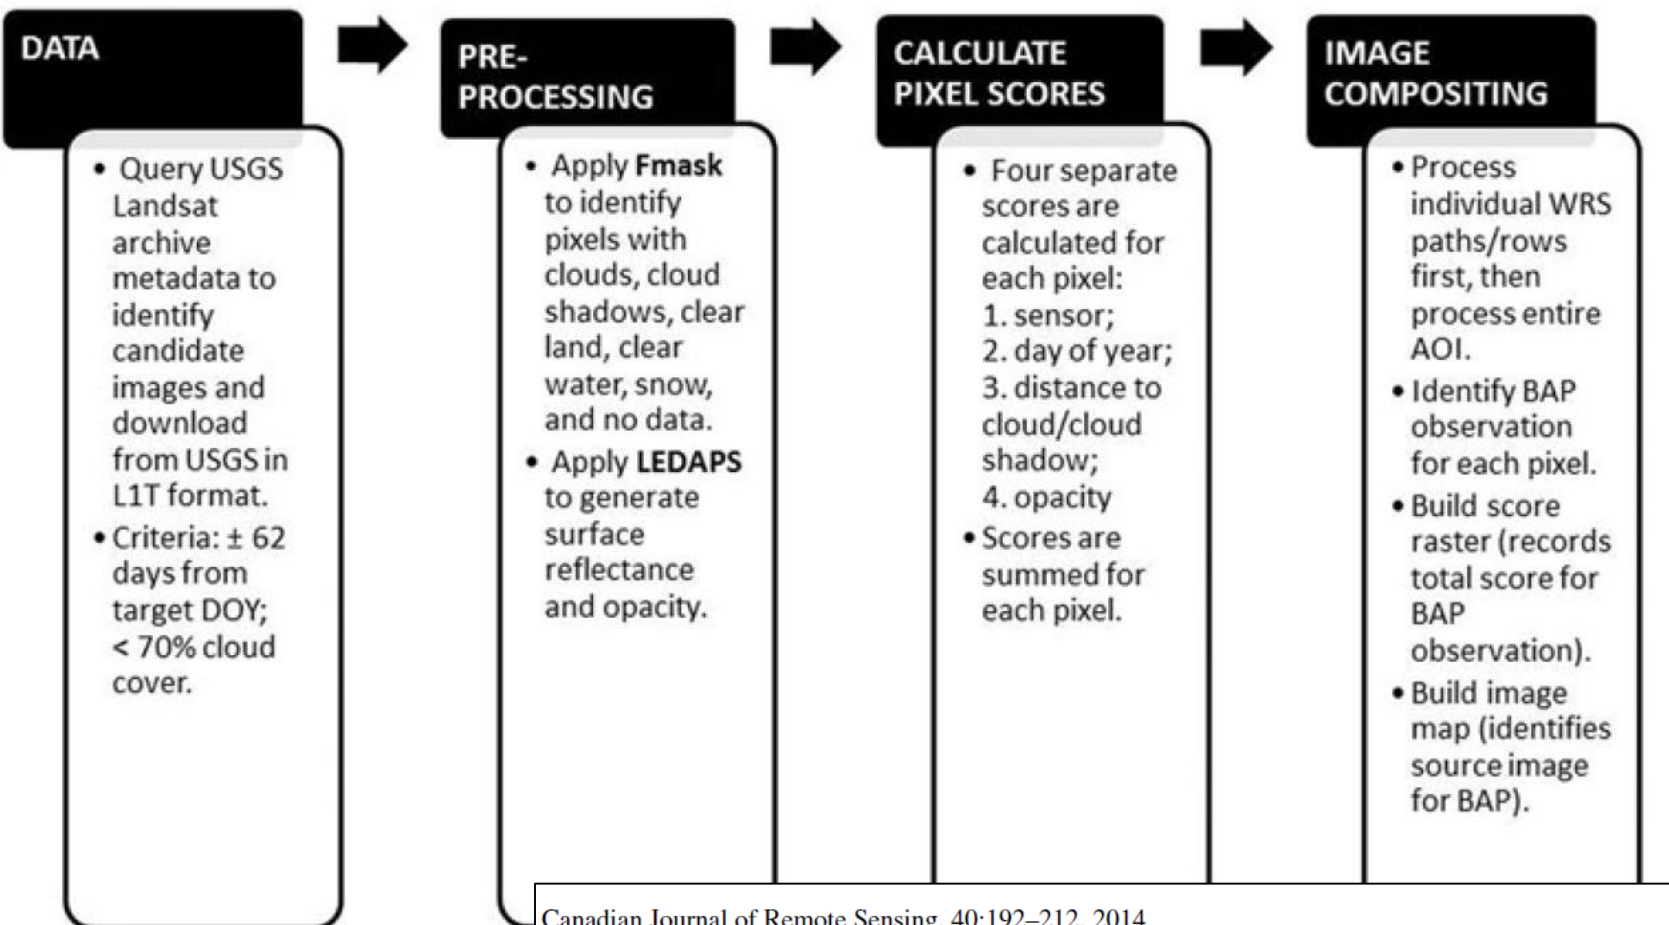 DATA
• Query USGS
Landsat
archive
metadata to
identify
candidate
images and
download
from USGS in
L1T format.
• Criteria: ± 62
days from
target DOY;
< 70% cloud
cover.
PRE-
PROCESSING
• Apply Fmask
to identify
pixels with
clouds, cloud
shadows, clear
land, clear
water, snow,
and no data.
• Apply LEDAPS
to generate
surface
reflectance
and opacity.
CALCULATE
PIXEL SCORES
• Four separate
scores are
calculated for
each pixel:
1. sensor;
2. day of year;
3. distance to
cloud/cloud
shadow;
4. opacity
• Scores are
summed for
each pixel.
IMAGE
COMPOSITING
• Process
individual WRS
paths/rows
first, then
process entire
AOI.
• Identify BAP
observation
for each pixel.
• Build score
raster (records
total score for
BAP
observation).
• Build image
map (identifies
source image
for BAP).
Canadian Journal of Remote Sensing, 40:192–212, 2014